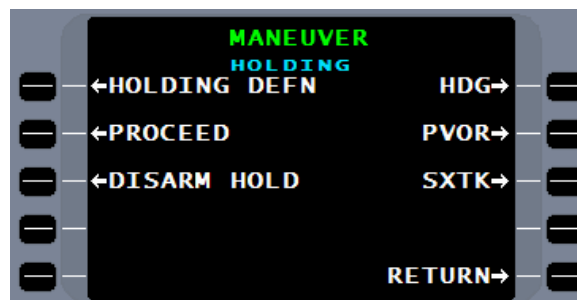 MANEUVER
HOLDING
←HOLDING DEFN HDG→
←PROCEED PVOR→
←DISARM HOLD SXTK→
RETURN→